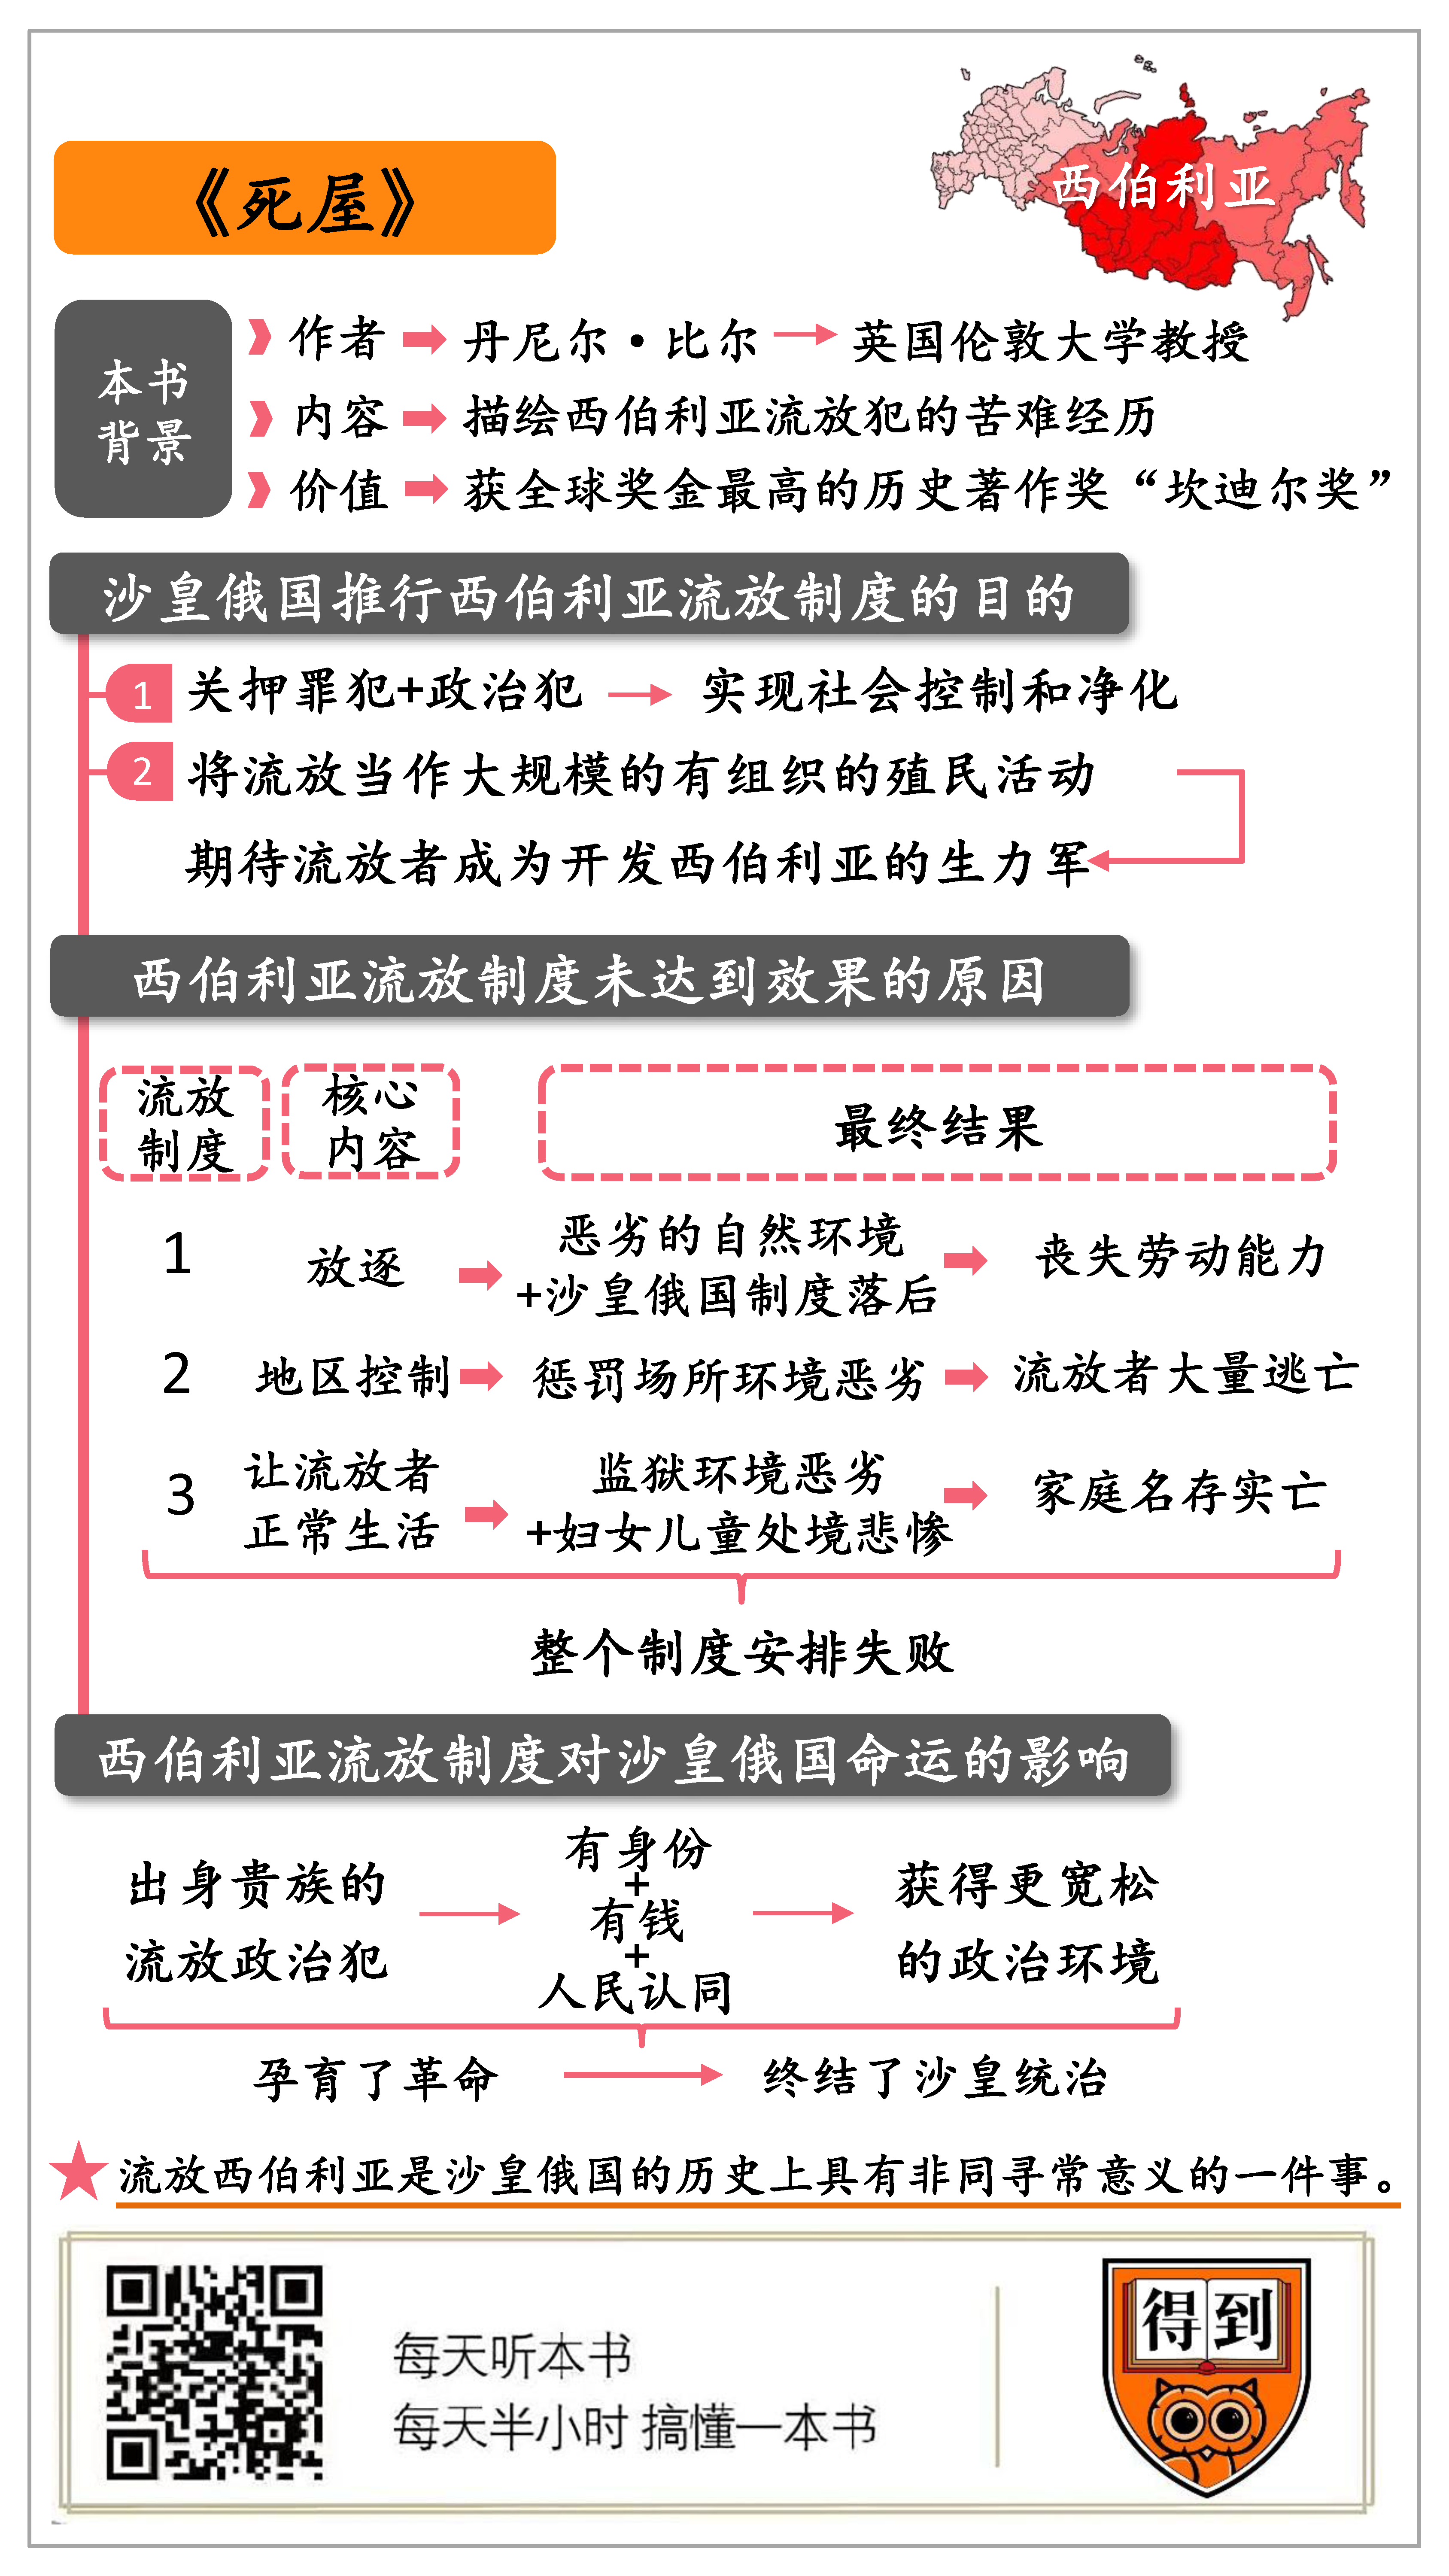 西伯利亚
《死屋》
本书
背景
作者 丹尼尔·比尔 英国伦敦大学教授
内容 描绘西伯利亚流放犯的苦难经历
价值 获全球奖金最高的历史著作奖“坎迪尔奖”
沙皇俄国推行西伯利亚流放制度的目的
1 关押罪犯+政治犯 实现社会控制和净化
2 将流放当作大规模的有组织的殖民活动
期待流放者成为开发西伯利亚的生力军
西伯利亚流放制度未达到效果的原因
流放
制度
核心
内容
最终结果
1
放逐
恶劣的自然环境
+沙皇俄国制度落后
丧失劳动能力
2 地区控制 惩罚场所环境恶劣 流放者大量逃亡
3
让流放者
正常生活
监狱环境恶劣
+妇女儿童处境悲惨
家庭名存实亡
整个制度安排失败
西伯利亚流放制度对沙皇俄国命运的影响
出身贵族的
流放政治犯
有身份
+
有钱
+
人民认同
获得更宽松
的政治环境
孕育了革命 终结了沙皇统治
流放西伯利亚是沙皇俄国的历史上具有非同寻常意义的一件事。
每天听本书
每天半小时 搞懂一本书
得到